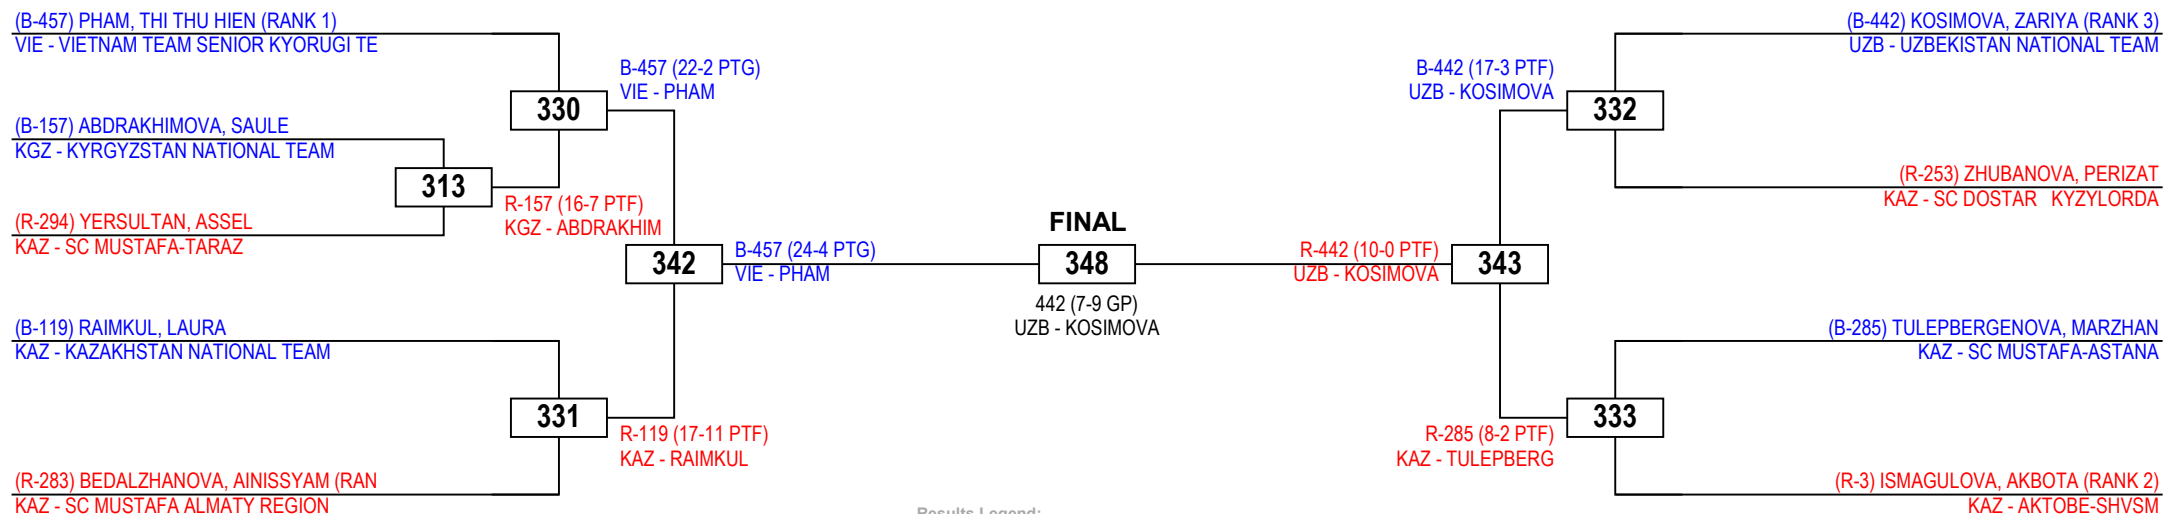 (B-457) PHAM, THI THU HIEN (RANK 1)
VIE - VIETNAM TEAM SENIOR KYORUGI TE
B-457 (22-2 PTG)
VIE - PHAM
330
(B-157) ABDRAKHIMOVA, SAULE
KGZ - KYRGYZSTAN NATIONAL TEAM
313
R-157 (16-7 PTF)
KGZ - ABDRAKHIM
(R-294) YERSULTAN, ASSEL
KAZ - SC MUSTAFA-TARAZ
342
B-457 (24-4 PTG)
VIE - PHAM
(B-119) RAIMKUL, LAURA
KAZ - KAZAKHSTAN NATIONAL TEAM
331
R-119 (17-11 PTF)
KAZ - RAIMKUL
(R-283) BEDALZHANOVA, AINISSYAM (RAN
KAZ - SC MUSTAFA ALMATY REGION
FINAL
348
442 (7-9 GP)
UZB - KOSIMOVA
(B-442) KOSIMOVA, ZARIYA (RANK 3)
UZB - UZBEKISTAN NATIONAL TEAM
B-442 (17-3 PTF)
UZB - KOSIMOVA
332
(R-253) ZHUBANOVA, PERIZAT
KAZ - SC DOSTAR KYZYLORDA
R-442 (10-0 PTF)
UZB - KOSIMOVA
343
(B-285) TULEPBERGENOVA, MARZHAN
KAZ - SC MUSTAFA-ASTANA
333
R-285 (8-2 PTF)
KAZ - TULEPBERG
(R-3) ISMAGULOVA, AKBOTA (RANK 2)
KAZ - AKTOBE-SHVSM
Results Legend: